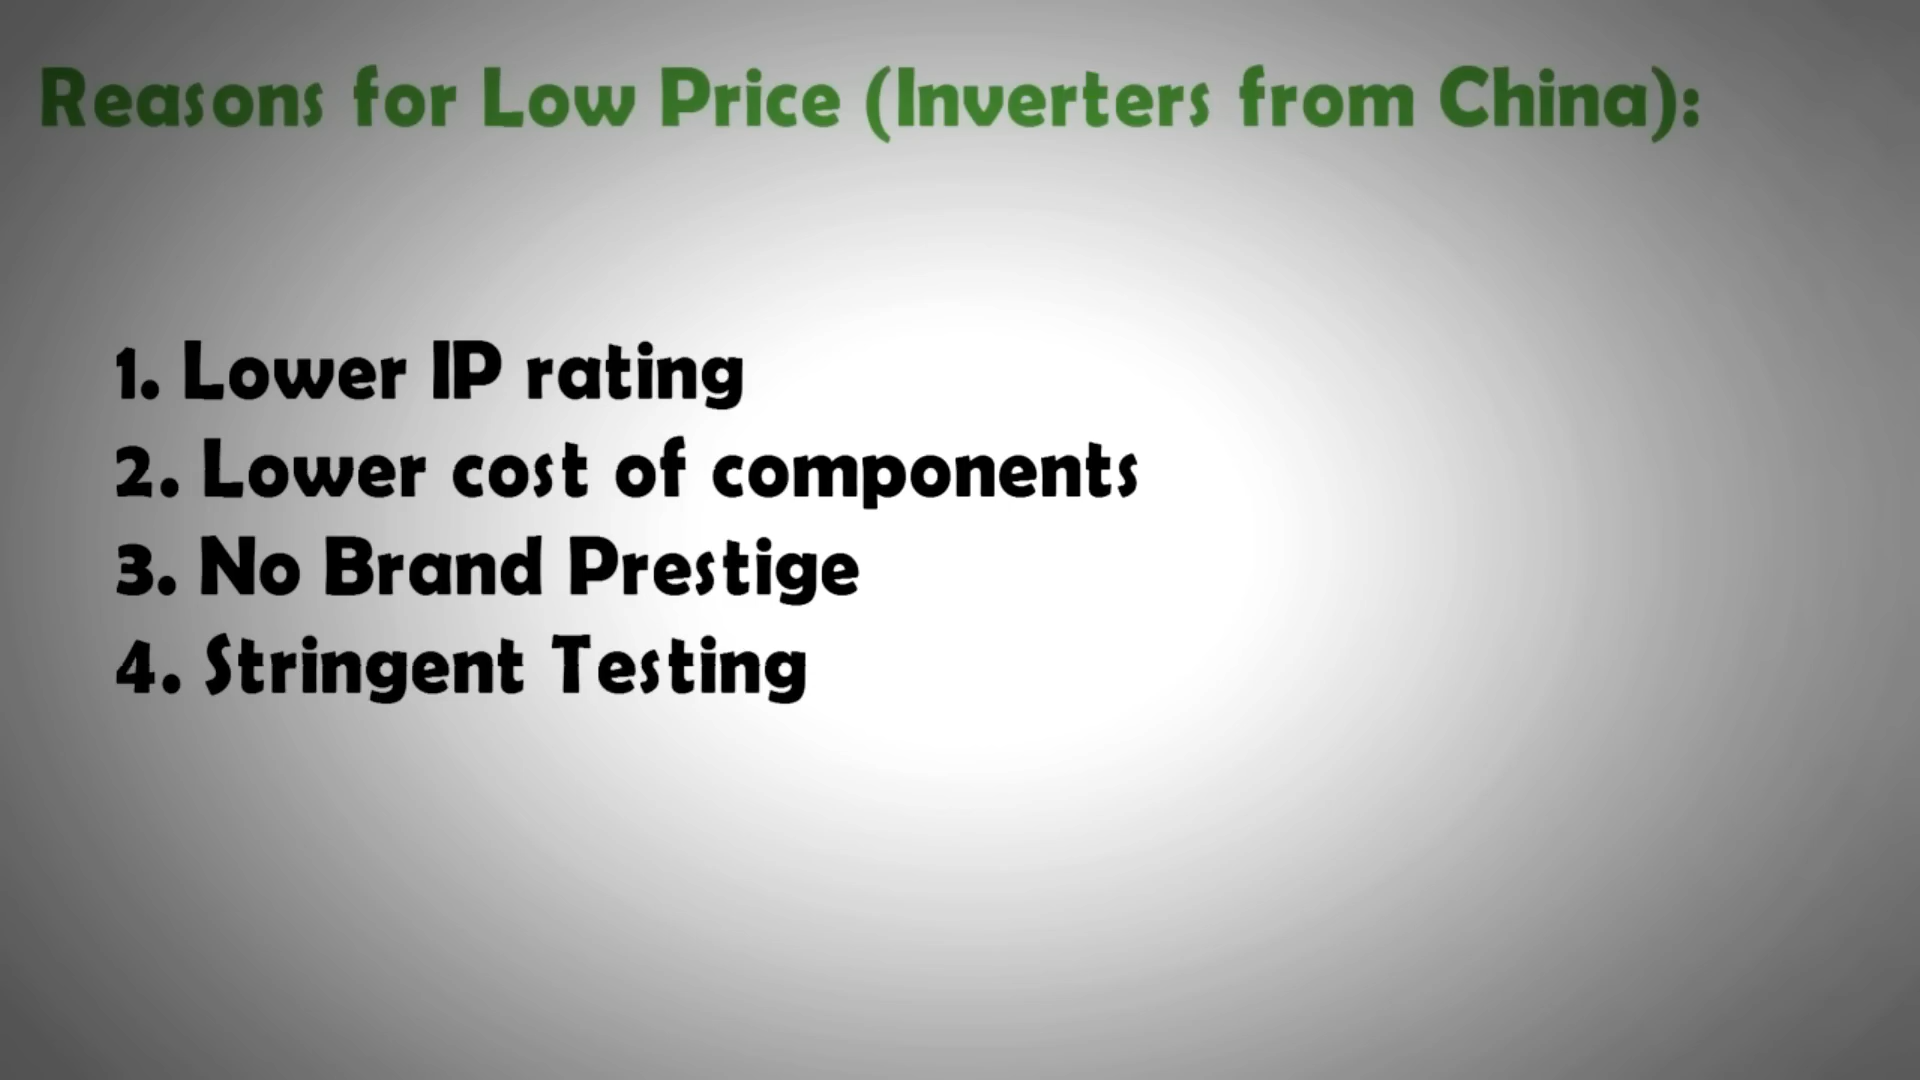 Reasons for Low Price (Inverters from China):
1. Lower IP rating
2. Lower cost of components
3. No Brand Prestige
4. Stringent Testing